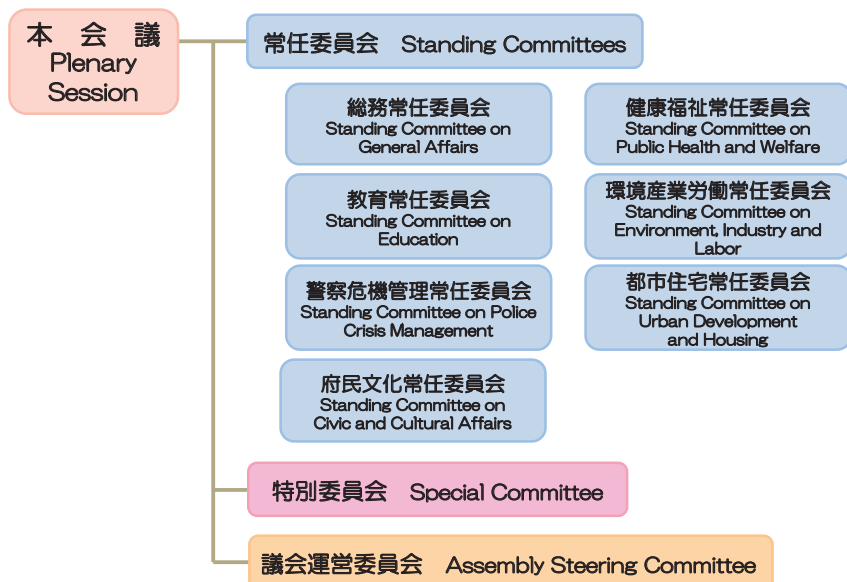 本 会 議
Plenary
Session
常任委員会 Standing Committees
総務常任委員会
Standing Committee on
General Affairs
健康福祉常任委員会
Standing Committee on
Public Health and Welfare
教育常任委員会
Standing Committee on
Education
環境産業労働常任委員会
Standing Committee on
Environment, Industry and
Labor
警察危機管理常任委員会
Standing Committee on Police
Crisis Management
都市住宅常任委員会
Standing Committee on
Urban Development
and Housing
府民文化常任委員会
Standing Committee on
Civic and Cultural Affairs
特別委員会 Special Committee
議会運営委員会 Assembly Steering Committee